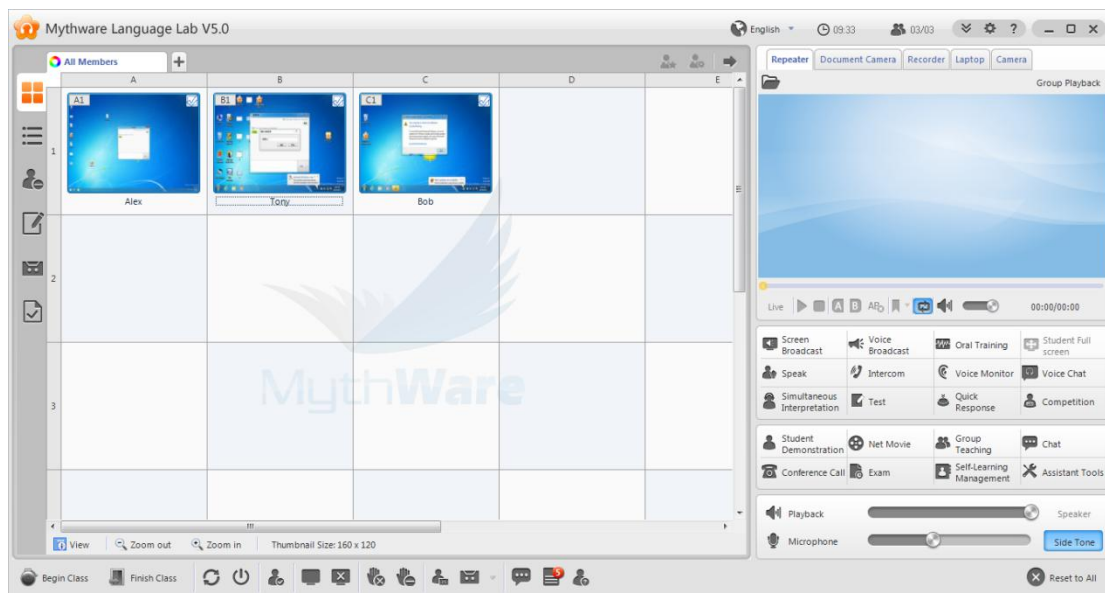 Mythware Language Lab V5.0
English
09:33
03/03
All Members
A B C D E
1
A1 B1 C1
Alex Tony Bob
2
3
MythWare
View Zoom out Zoom in Thumbnail Size: 160 x 120
Repeater Document Camera Recorder Laptop Camera
Group Playback
Live A B AB 00:00/00:00
Screen Broadcast
Voice Broadcast
Oral Training
Student Full screen
Speak
Intercom
Voice Monitor
Voice Chat
Simultaneous Interpretation
Test
Quick Response
Competition
Student Demonstration
Net Movie
Group Teaching
Chat
Conference Call
Exam
Self-Learning Management
Assistant Tools
Playback
Speaker
Microphone
Side Tone
Begin Class
Finish Class
5
Reset to All